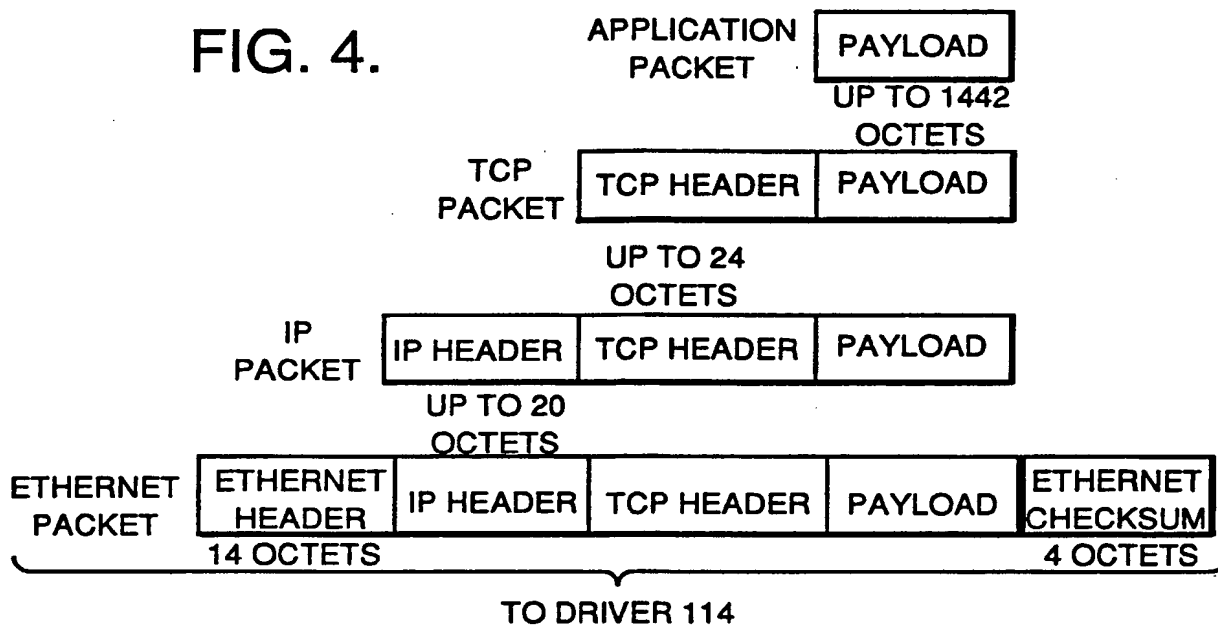 FIG. 4.
APPLICATION
PACKET
PAYLOAD
UP TO 1442
OCTETS
TCP
PACKET
TCP HEADER
PAYLOAD
UP TO 24
OCTETS
IP
PACKET
IP HEADER
TCP HEADER
PAYLOAD
UP TO 20
OCTETS
ETHERNET
PACKET
ETHERNET
HEADER
IP HEADER
TCP HEADER
PAYLOAD
ETHERNET
CHECKSUM
14 OCTETS
4 OCTETS
TO DRIVER 114